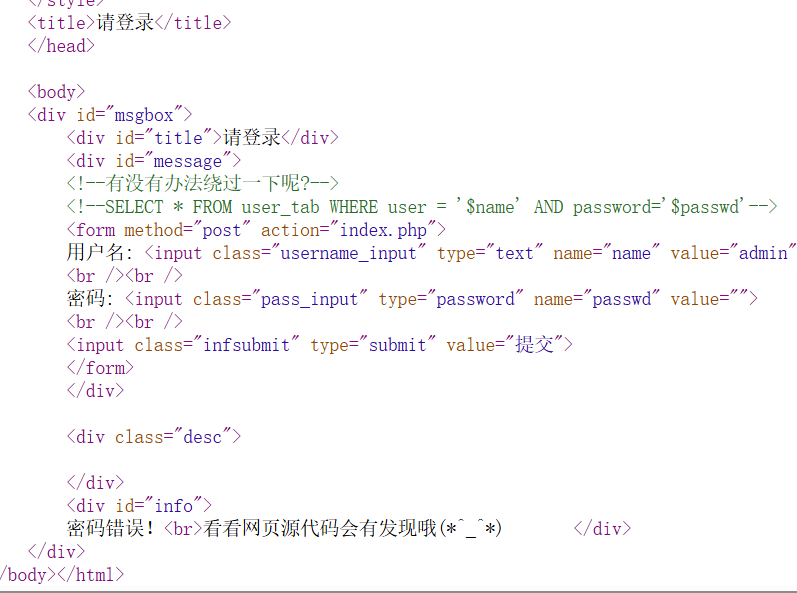 </style>
<title>请登录</title>
</head>
<body>
<div id="msgbox">
<div id="title">请登录</div>
<div id="message">
<!--有没有办法绕过一下呢?-->
<!--SELECT * FROM user_tab WHERE user = '$name' AND password='$passwd'-->
<form method="post" action="index.php">
用户名: <input class="username_input" type="text" name="name" value="admin"
<br /><br />
密码: <input class="pass_input" type="password" name="passwd" value="">
<br /><br />
<input class="infsubmit" type="submit" value="提交">
</form>
</div>
<div class="desc">
</div>
<div id="info">
密码错误! <br>看看网页源代码会有发现哦(*^_^*) </div>
</div>
/body></html>